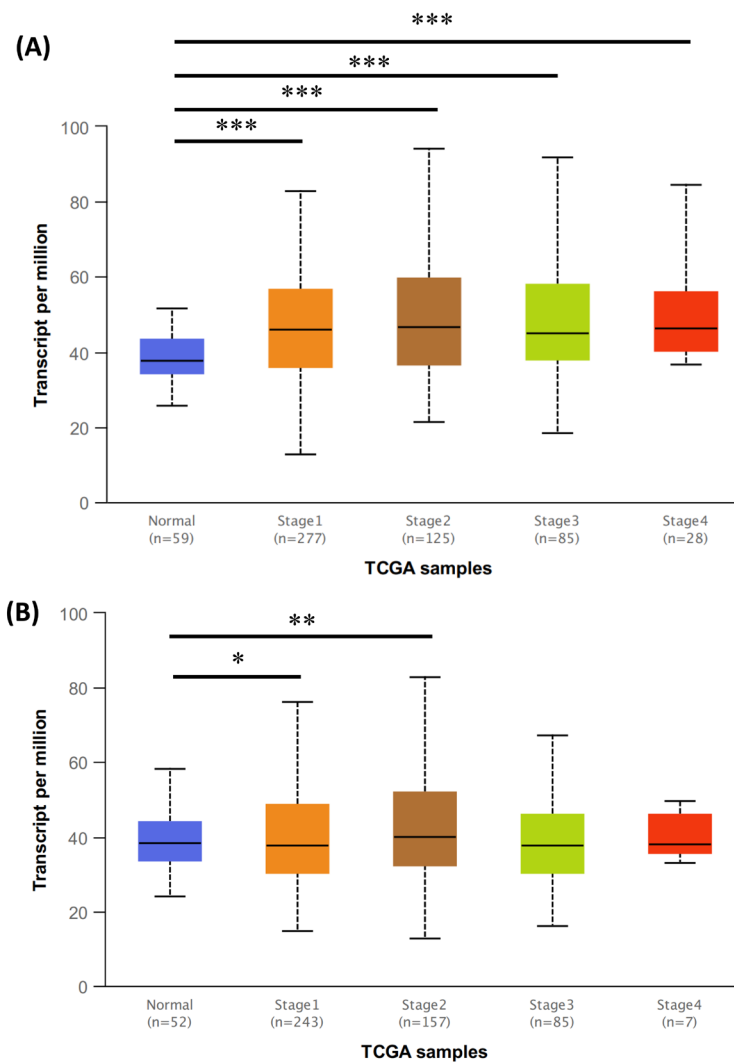 (A)
***
***
***
***
Transcript per million
100
80
60
40
20
0
Normal Stage1 Stage2 Stage3 Stage4
(n=59) (n=277) (n=125) (n=85) (n=28)
TCGA samples
(B)
**
*
Transcript per million
100
80
60
40
20
0
Normal Stage1 Stage2 Stage3 Stage4
(n=52) (n=243) (n=157) (n=85) (n=7)
TCGA samples